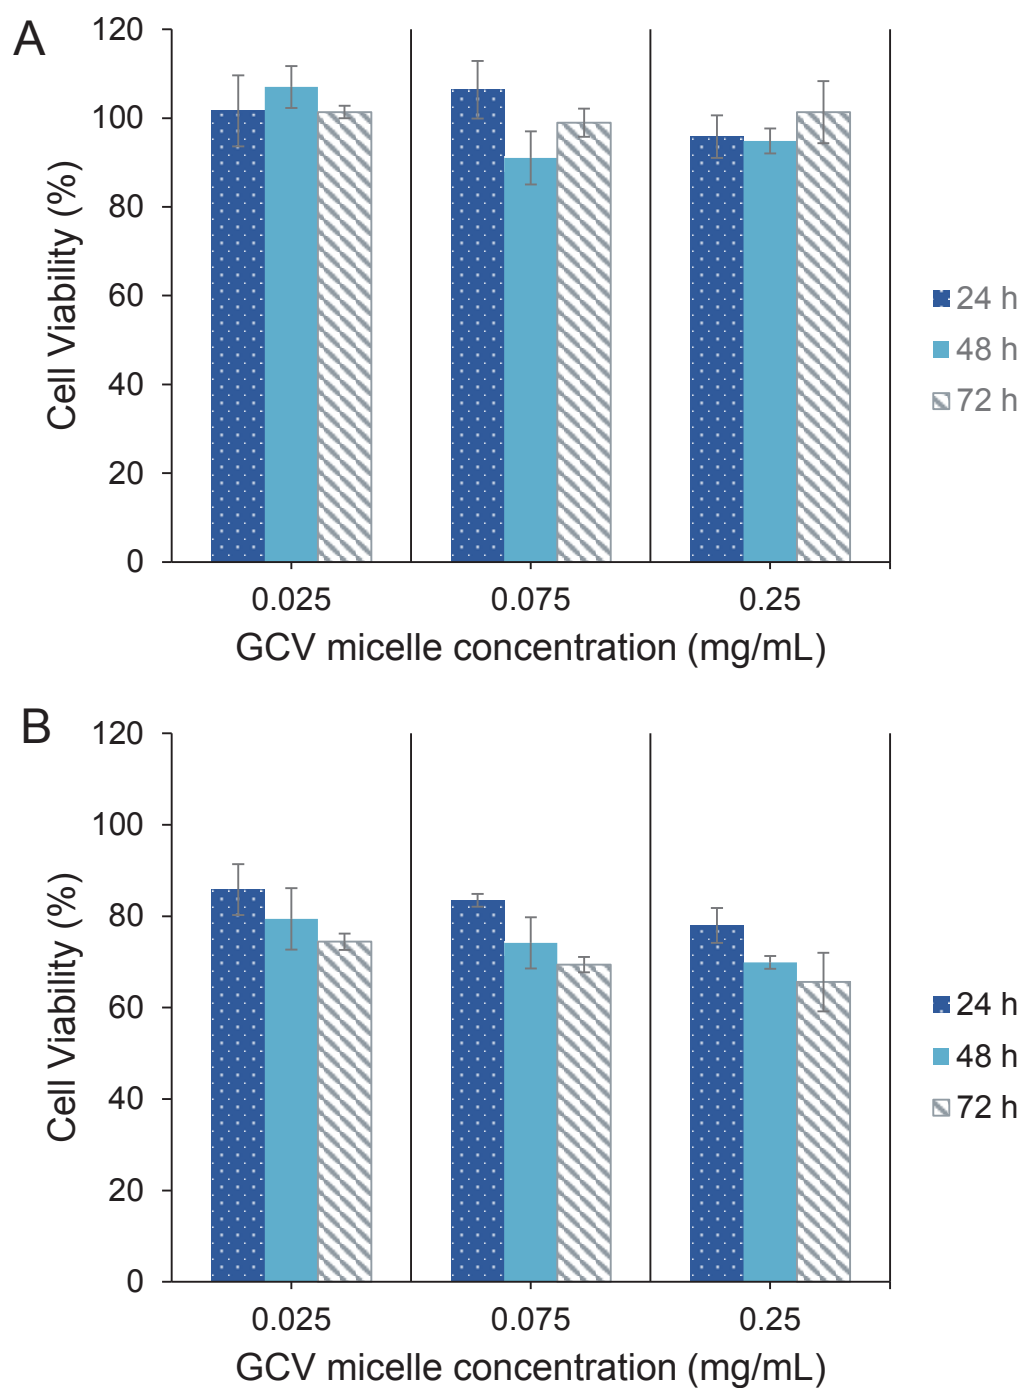 A
120
100
80
60
40
20
0
Cell Viability (%)
0.025 0.075 0.25
GCV micelle concentration (mg/mL)
24 h
48 h
72 h
B
120
100
80
60
40
20
0
Cell Viability (%)
0.025 0.075 0.25
GCV micelle concentration (mg/mL)
24 h
48 h
72 h